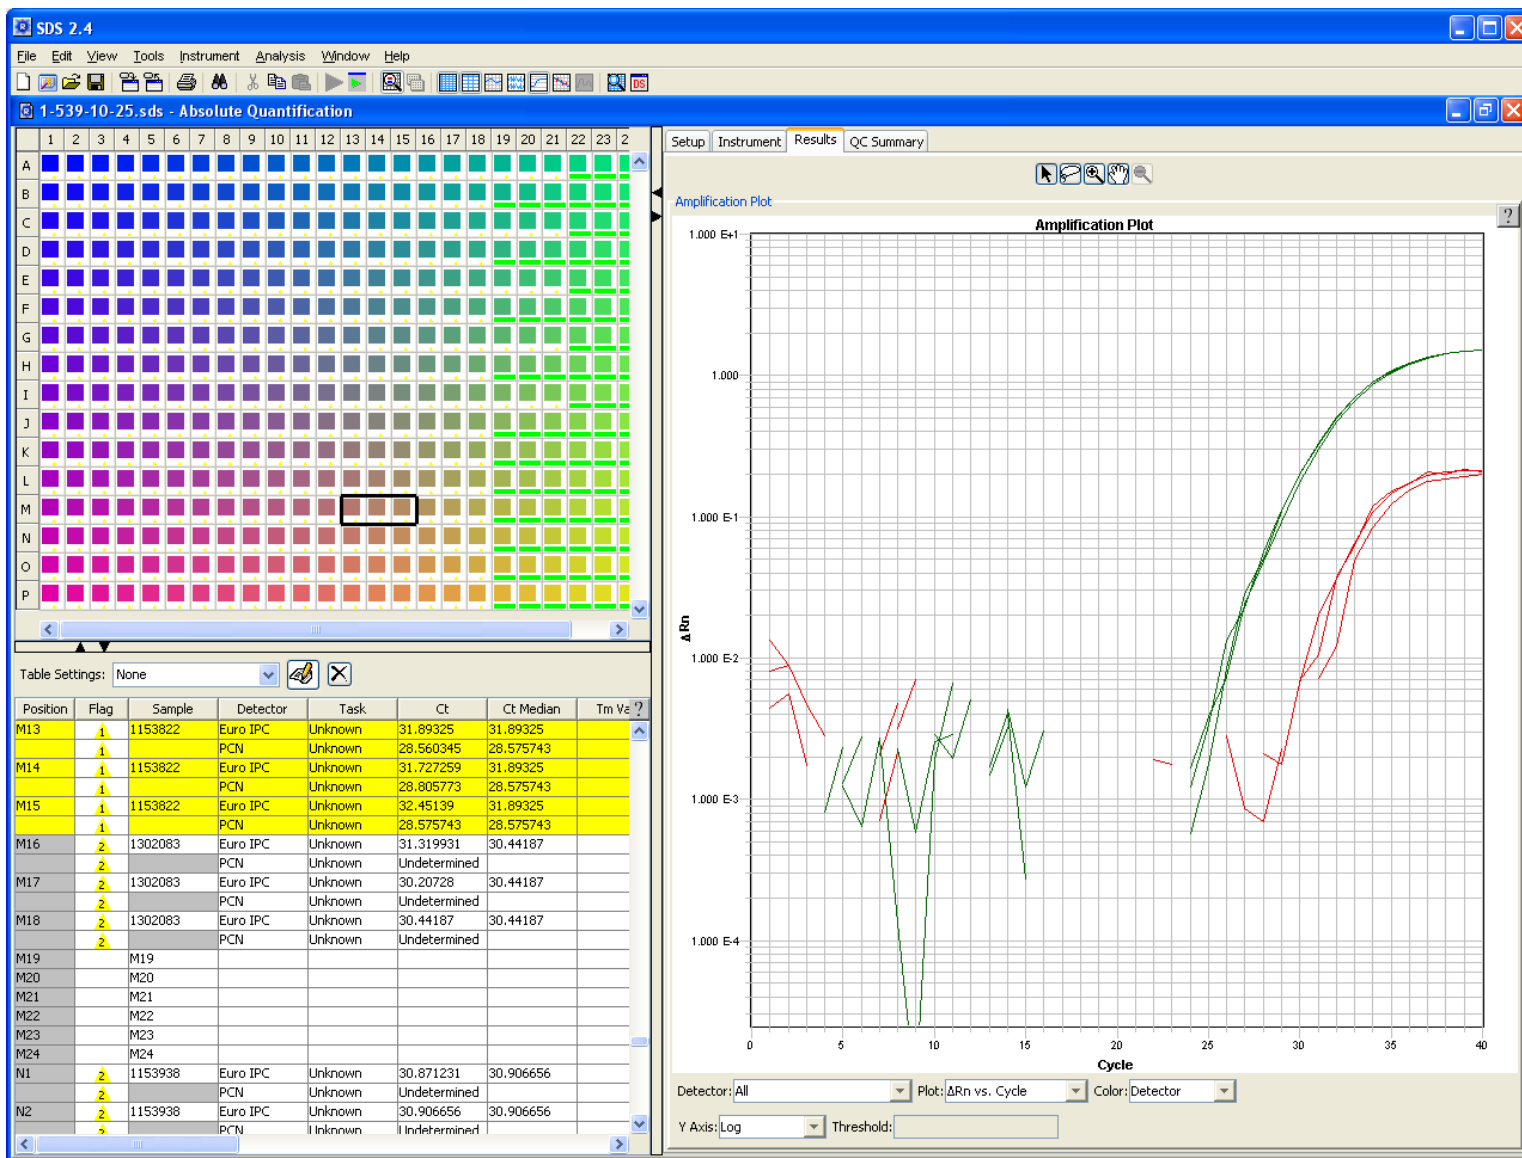 SDS 2.4
File Edit View Tools Instrument Analysis Window Help
DS
1-539-10-25.sds - Absolute Quantification
1 2 3 4 5 6 7 8 9 10 11 12 13 14 15 16 17 18 19 20 21 22 23 2
A
B
C
D
E
F
G
H
I
J
K
L
M
N
O
P
Table Settings: None
Position Flag Sample Detector Task Ct Ct Median Tm Va ?
M13 1 1153822 Euro IPC Unknown 31.89325 31.89325
1 PCN Unknown 28.560345 28.575743
M14 1 1153822 Euro IPC Unknown 31.727259 31.89325
1 PCN Unknown 28.805773 28.575743
M15 1 1153822 Euro IPC Unknown 32.45139 31.89325
1 PCN Unknown 28.575743 28.575743
M16 2 1302083 Euro IPC Unknown 31.319931 30.44187
2 PCN Unknown Undetermined
M17 2 1302083 Euro IPC Unknown 30.20728 30.44187
2 PCN Unknown Undetermined
M18 2 1302083 Euro IPC Unknown 30.44187 30.44187
2 PCN Unknown Undetermined
M19 M19
M20 M20
M21 M21
M22 M22
M23 M23
M24 M24
N1 2 1153938 Euro IPC Unknown 30.871231 30.906656
2 PCN Unknown Undetermined
N2 2 1153938 Euro IPC Unknown 30.906656 30.906656
2 PCN Unknown Undetermined
Setup Instrument Results QC Summary
Amplification Plot
?
Amplification Plot
1.000 E+1
1.000
1.000 E-1
1.000 E-2
1.000 E-3
1.000 E-4
ΔRn
0 5 10 15 20 25 30 35 40
Cycle
Detector: All Plot: ΔRn vs. Cycle Color: Detector
Y Axis: Log Threshold: